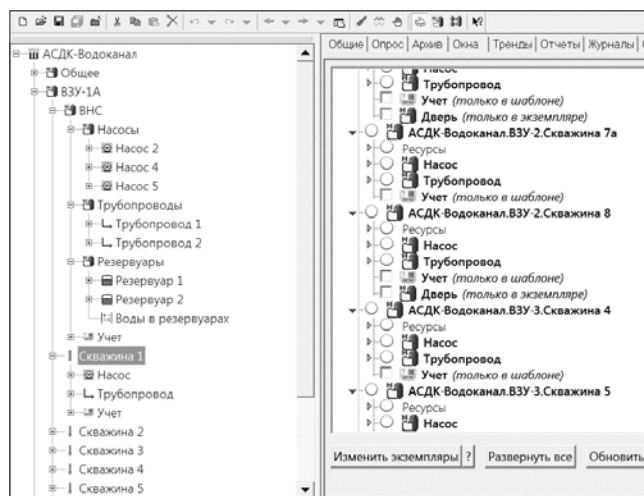 Общие Опрос Архив Окна Тренды Отчеты Журналы
АСДК-Водоканал
Общее
ВЗУ-1А
ВНС
Насосы
Насос 2
Насос 4
Насос 5
Трубопроводы
Трубопровод 1
Трубопровод 2
Резервуары
Резервуар 1
Резервуар 2
Воды в резервуарах
Учет
Скважина 1
Насос
Трубопровод
Учет
Скважина 2
Скважина 3
Скважина 4
Скважина 5
Насос
Трубопровод
Учет (только в шаблоне)
Дверь (только в экземпляре)
АСДК-Водоканал.ВЗУ-2.Скважина 7а
Ресурсы
Насос
Трубопровод
Учет (только в шаблоне)
АСДК-Водоканал.ВЗУ-2.Скважина 8
Ресурсы
Насос
Трубопровод
Учет (только в шаблоне)
Дверь (только в экземпляре)
АСДК-Водоканал.ВЗУ-3.Скважина 4
Ресурсы
Насос
Трубопровод
Учет (только в шаблоне)
АСДК-Водоканал.ВЗУ-3.Скважина 5
Ресурсы
Насос
Изменить экземпляры ? Развернуть все Обновить